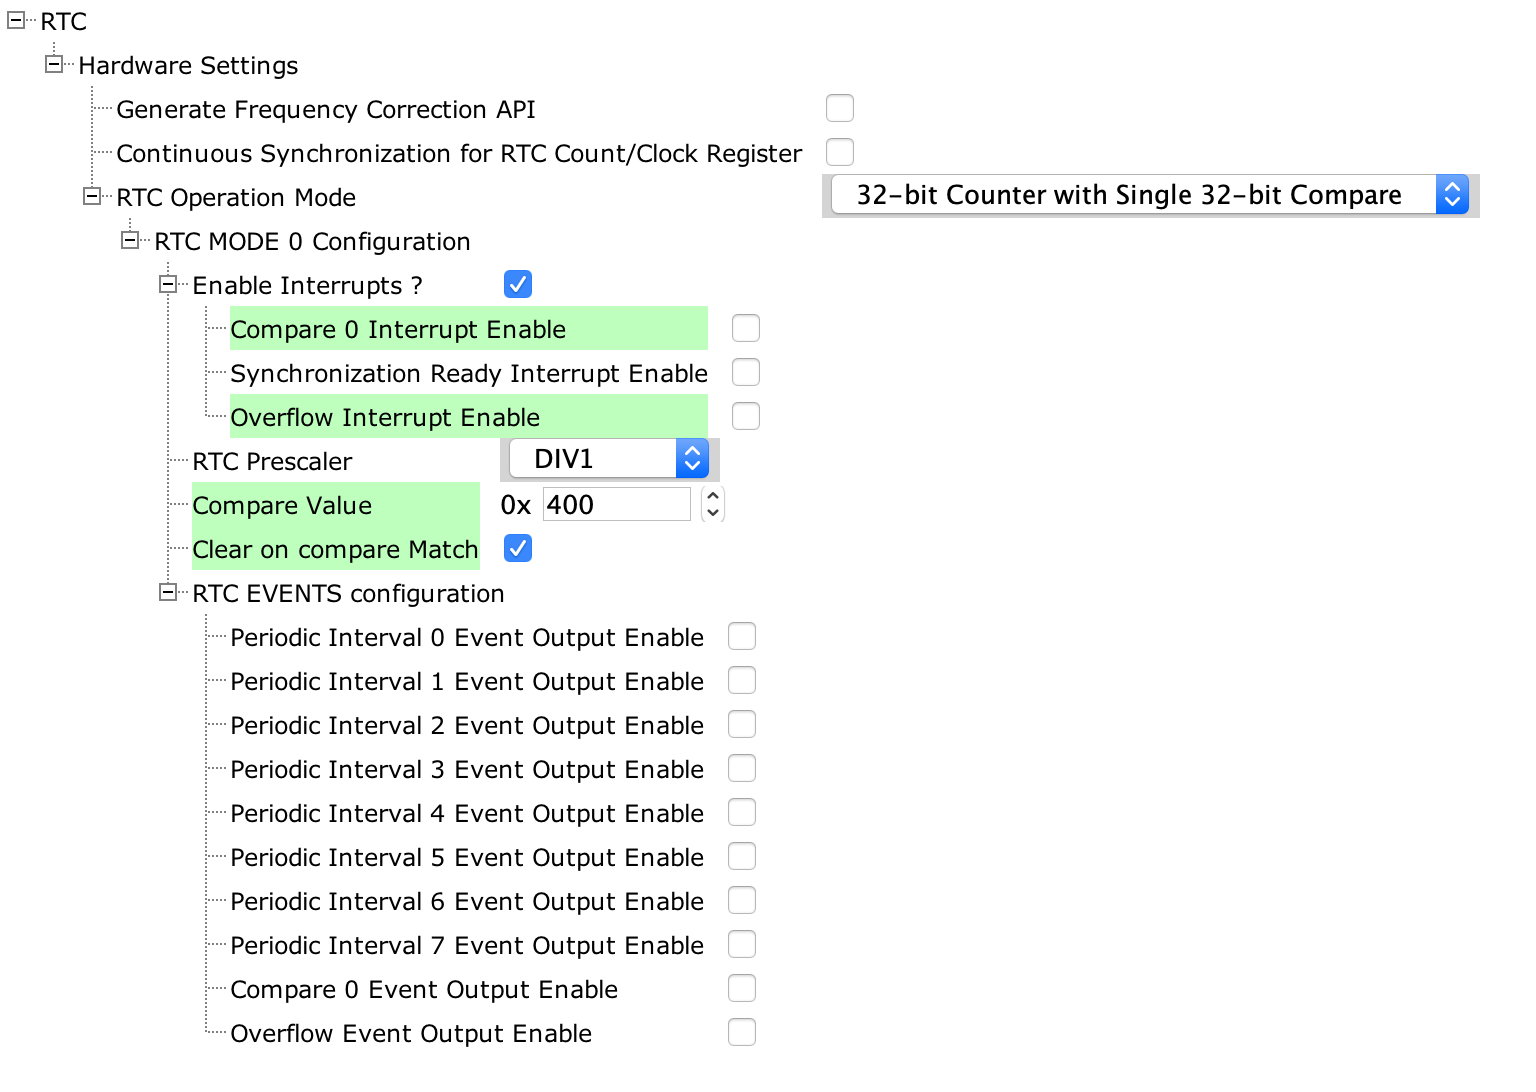 RTC
Hardware Settings
Generate Frequency Correction API
Continuous Synchronization for RTC Count/Clock Register
RTC Operation Mode 32-bit Counter with Single 32-bit Compare
RTC MODE 0 Configuration
Enable Interrupts ?
Compare 0 Interrupt Enable
Synchronization Ready Interrupt Enable
Overflow Interrupt Enable
RTC Prescaler DIV1
Compare Value 0x 400
Clear on compare Match
RTC EVENTS configuration
Periodic Interval 0 Event Output Enable
Periodic Interval 1 Event Output Enable
Periodic Interval 2 Event Output Enable
Periodic Interval 3 Event Output Enable
Periodic Interval 4 Event Output Enable
Periodic Interval 5 Event Output Enable
Periodic Interval 6 Event Output Enable
Periodic Interval 7 Event Output Enable
Compare 0 Event Output Enable
Overflow Event Output Enable